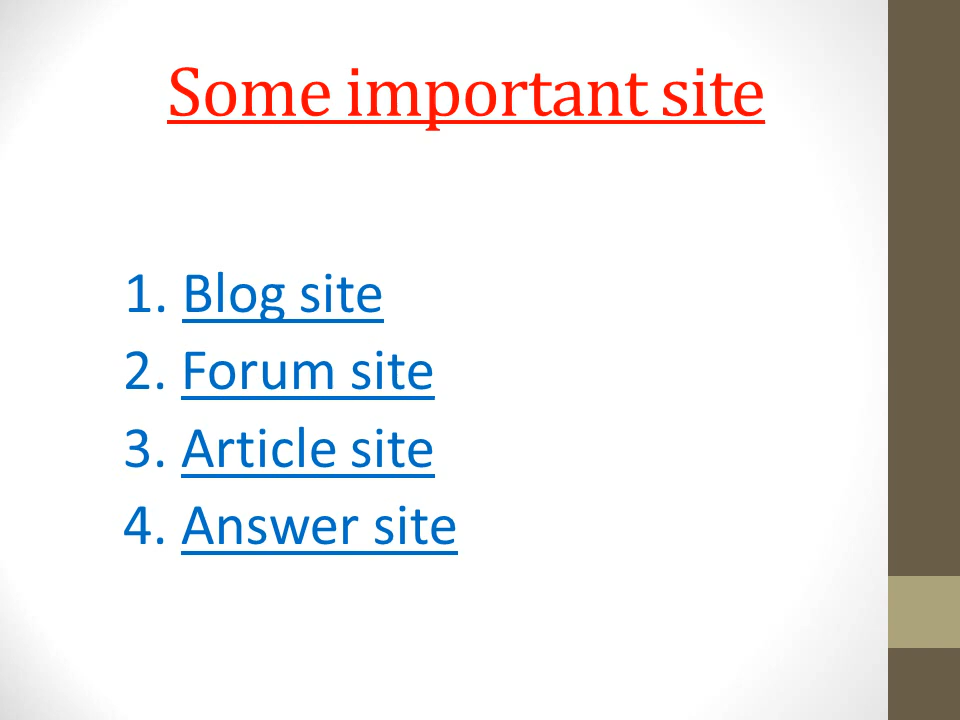 Some important site
1. Blog site
2. Forum site
3. Article site
4. Answer site